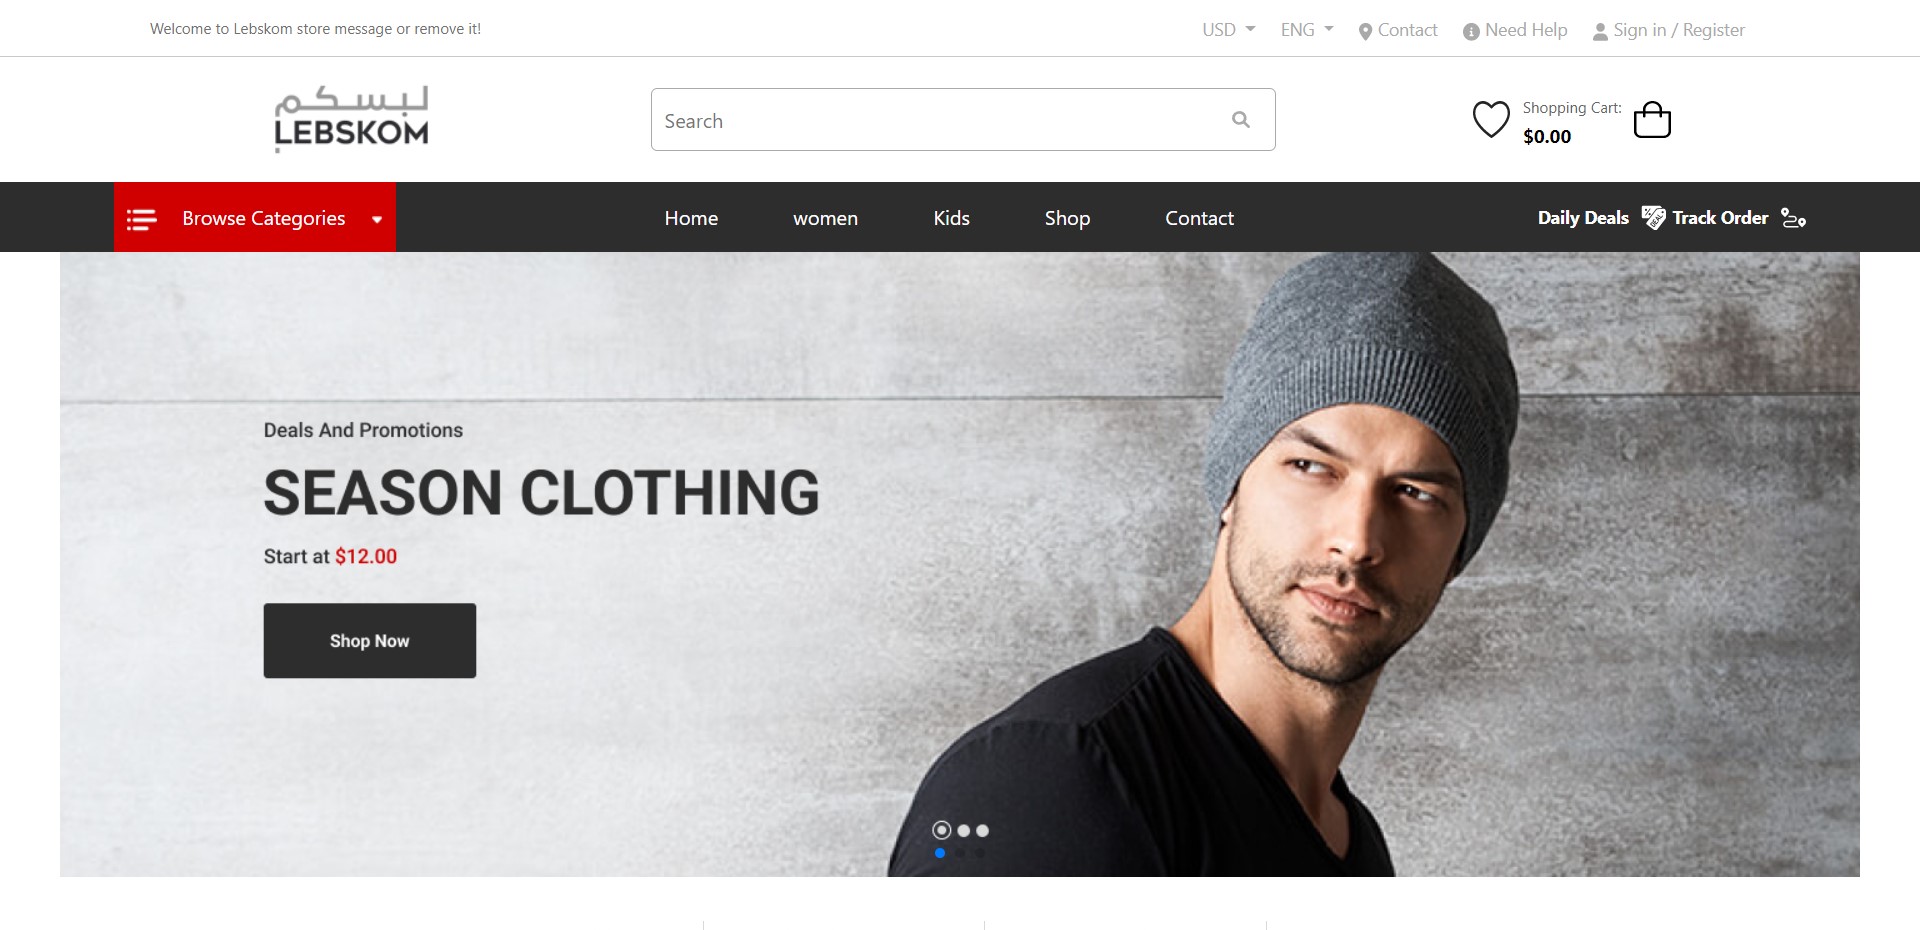 Welcome to Lebskom store message or remove it!
USD
ENG
Contact
Need Help
Sign in / Register
لبسكم
LEBSKOM
Search
Shopping Cart:
$0.00
Browse Categories
Home
women
Kids
Shop
Contact
Daily Deals
Track Order
Deals And Promotions
SEASON CLOTHING
Start at $12.00
Shop Now